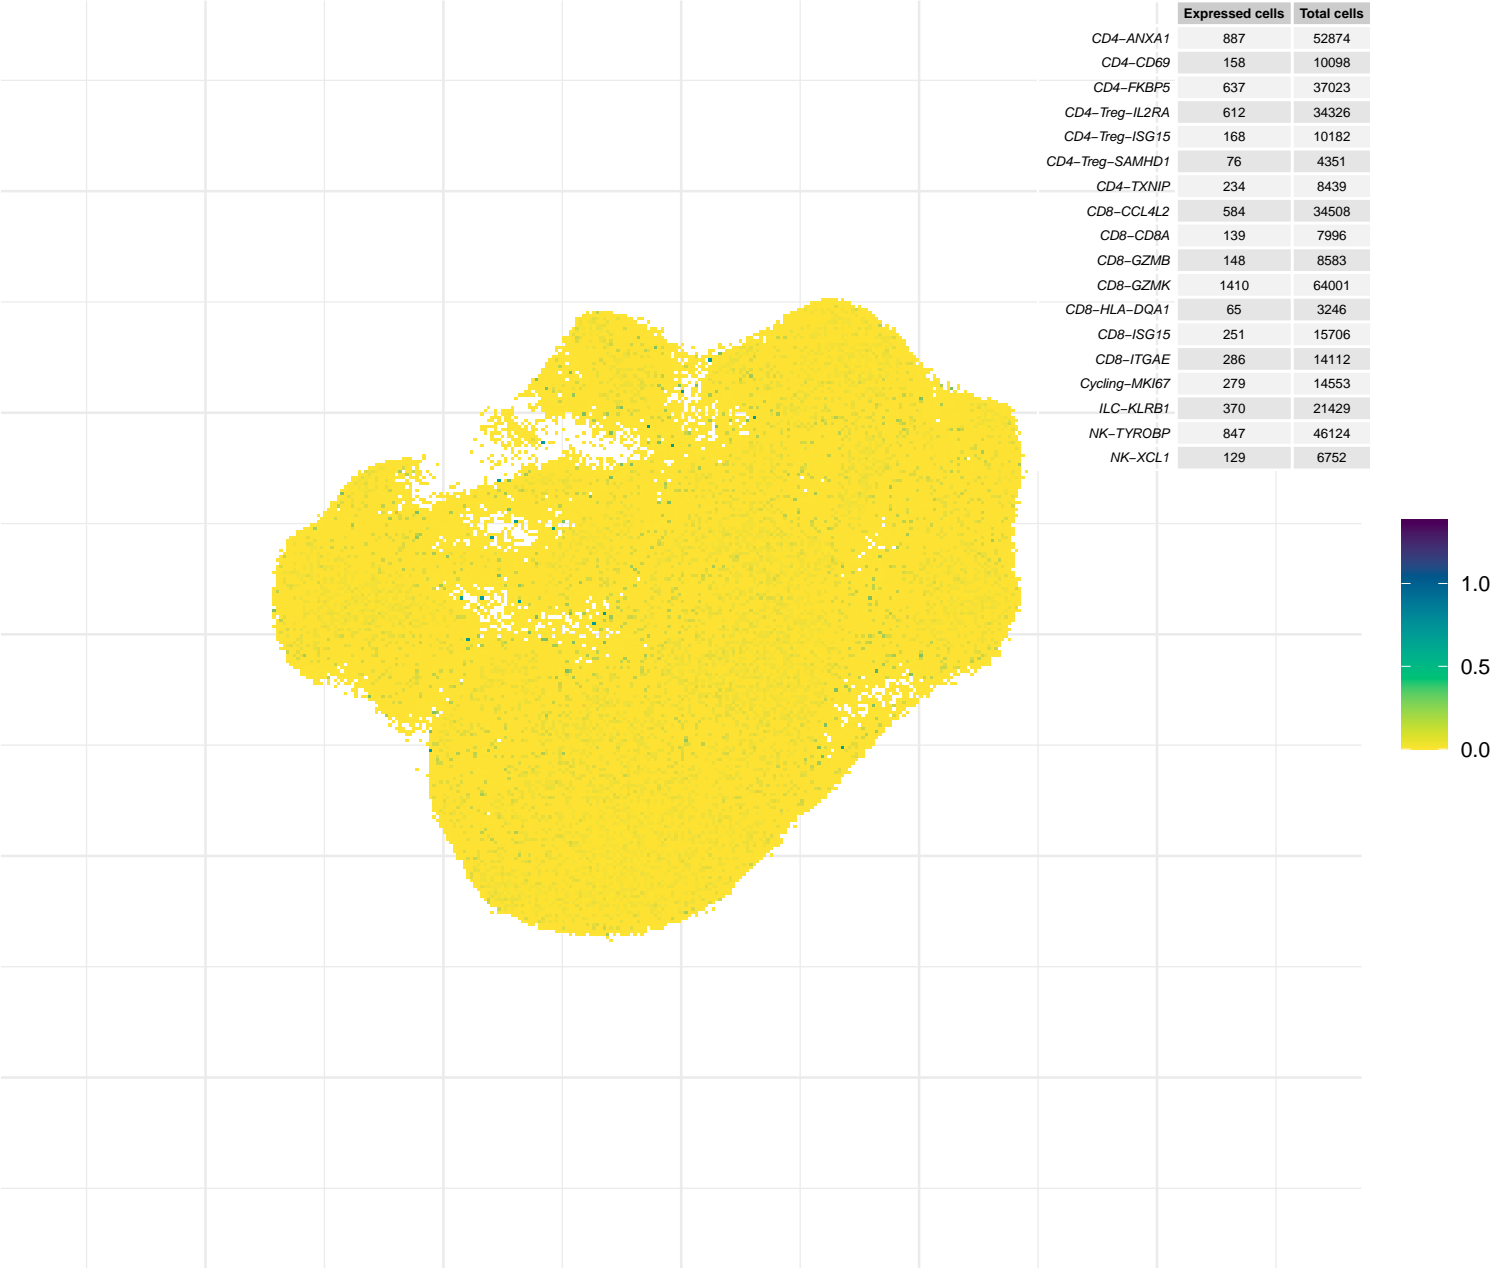 Expressed cells Total cells
CD4−ANXA1 887 52874
CD4−CD69 158 10098
CD4−FKBP5 637 37023
CD4−Treg−IL2RA 612 34326
CD4−Treg−ISG15 168 10182
CD4−Treg−SAMHD1 76 4351
CD4−TXNIP 234 8439
CD8−CCL4L2 584 34508
CD8−CD8A 139 7996
CD8−GZMB 148 8583
CD8−GZMK 1410 64001
CD8−HLA−DQA1 65 3246
CD8−ISG15 251 15706
CD8−ITGAE 286 14112
Cycling−MKI67 279 14553
ILC−KLRB1 370 21429
NK−TYROBP 847 46124
NK−XCL1 129 6752
1.0
0.5
0.0